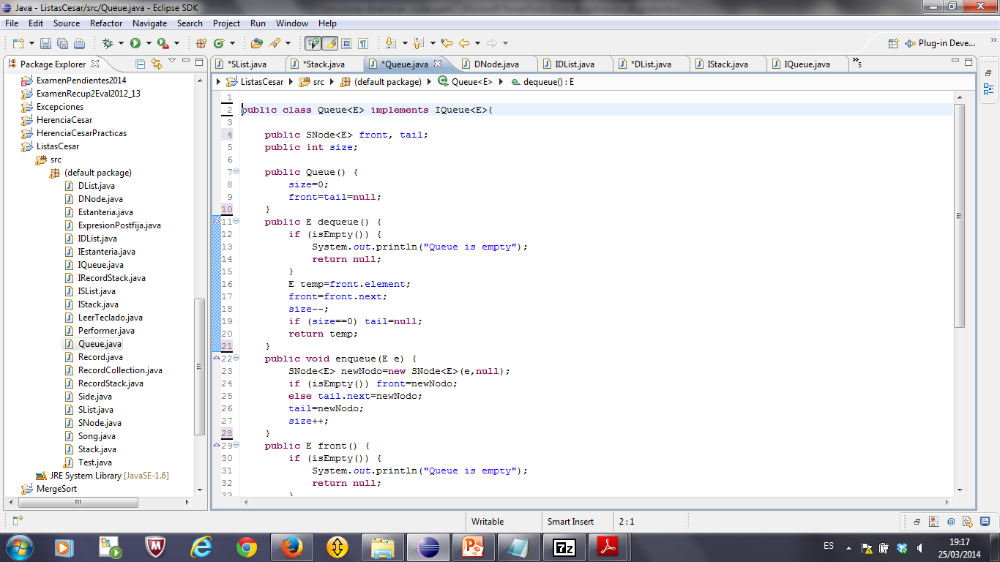 Java - ListasCesar/src/Queue.java - Eclipse SDK
File Edit Source Refactor Navigate Search Project Run Window Help
Plug-in Deve...
Package Explorer
ExamenPendientes2014
ExamenRecup2Eval2012_13
Excepciones
HerenciaCesar
HerenciaCesarPracticas
ListasCesar
src
(default package)
DList.java
DNode.java
Estanteria.java
ExpresionPostfija.java
IDList.java
IEstanteria.java
IQueue.java
IRecordStack.java
ISList.java
IStack.java
LeerTeclado.java
Performer.java
Queue.java
Record.java
RecordCollection.java
RecordStack.java
Side.java
SList.java
SNode.java
Song.java
Stack.java
Test.java
JRE System Library [JavaSE-1.6]
MergeSort
*SList.java *Stack.java *Queue.java DNode.java IDList.java *DList.java IStack.java IQueue.java »5
ListasCesar src (default package) Queue<E> dequeue() : E
1
2 public class Queue<E> implements IQueue<E>{
3
4 public SNode<E> front, tail;
5 public int size;
6
7 public Queue() {
8 size=0;
9 front=tail=null;
10 }
11 public E dequeue() {
12 if (isEmpty()) {
13 System.out.println("Queue is empty");
14 return null;
15 }
16 E temp=front.element;
17 front=front.next;
18 size--;
19 if (size==0) tail=null;
20 return temp;
21 }
22 public void enqueue(E e) {
23 SNode<E> newNodo=new SNode<E>(e,null);
24 if (isEmpty()) front=newNodo;
25 else tail.next=newNodo;
26 tail=newNodo;
27 size++;
28 }
29 public E front() {
30 if (isEmpty()) {
31 System.out.println("Queue is empty");
32 return null;
33 }
Writable Smart Insert 2 : 1
ES
19:17
25/03/2014